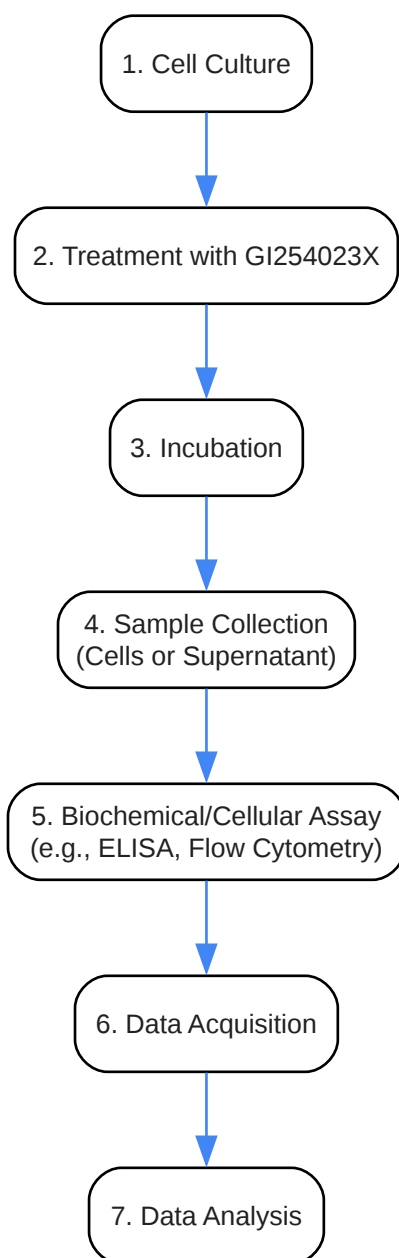 1. Cell Culture
2. Treatment with GI254023X
3. Incubation
4. Sample Collection
(Cells or Supernatant)
5. Biochemical/Cellular Assay
(e.g., ELISA, Flow Cytometry)
6. Data Acquisition
7. Data Analysis